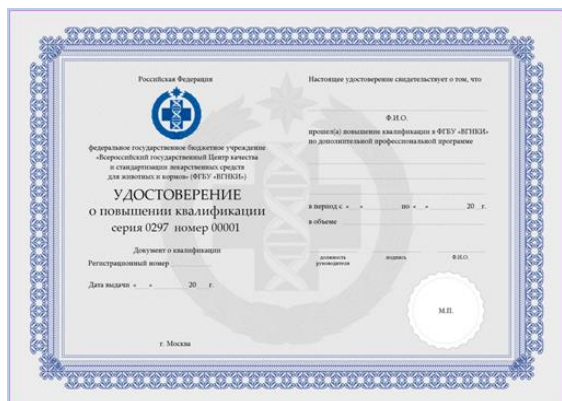 Российская Федерация
федеральное государственное бюджетное учреждение
«Всероссийский государственный Центр качества
и стандартизации лекарственных средств
для животных и кормов» (ФГБУ «ВГНКИ»)
УДОСТОВЕРЕНИЕ
о повышении квалификации
серия 0297 номер 00001
Документ о квалификации
Регистрационный номер
Дата выдачи « » 20 г.
г. Москва
Настоящее удостоверение свидетельствует о том, что
Ф.И.О.
прошел(а) повышение квалификации в ФГБУ «ВГНКИ»
по дополнительной профессиональной программе
в период с « » по « » 20 г.
в объеме
должность
руководителя
подпись
Ф.И.О.
М.П.